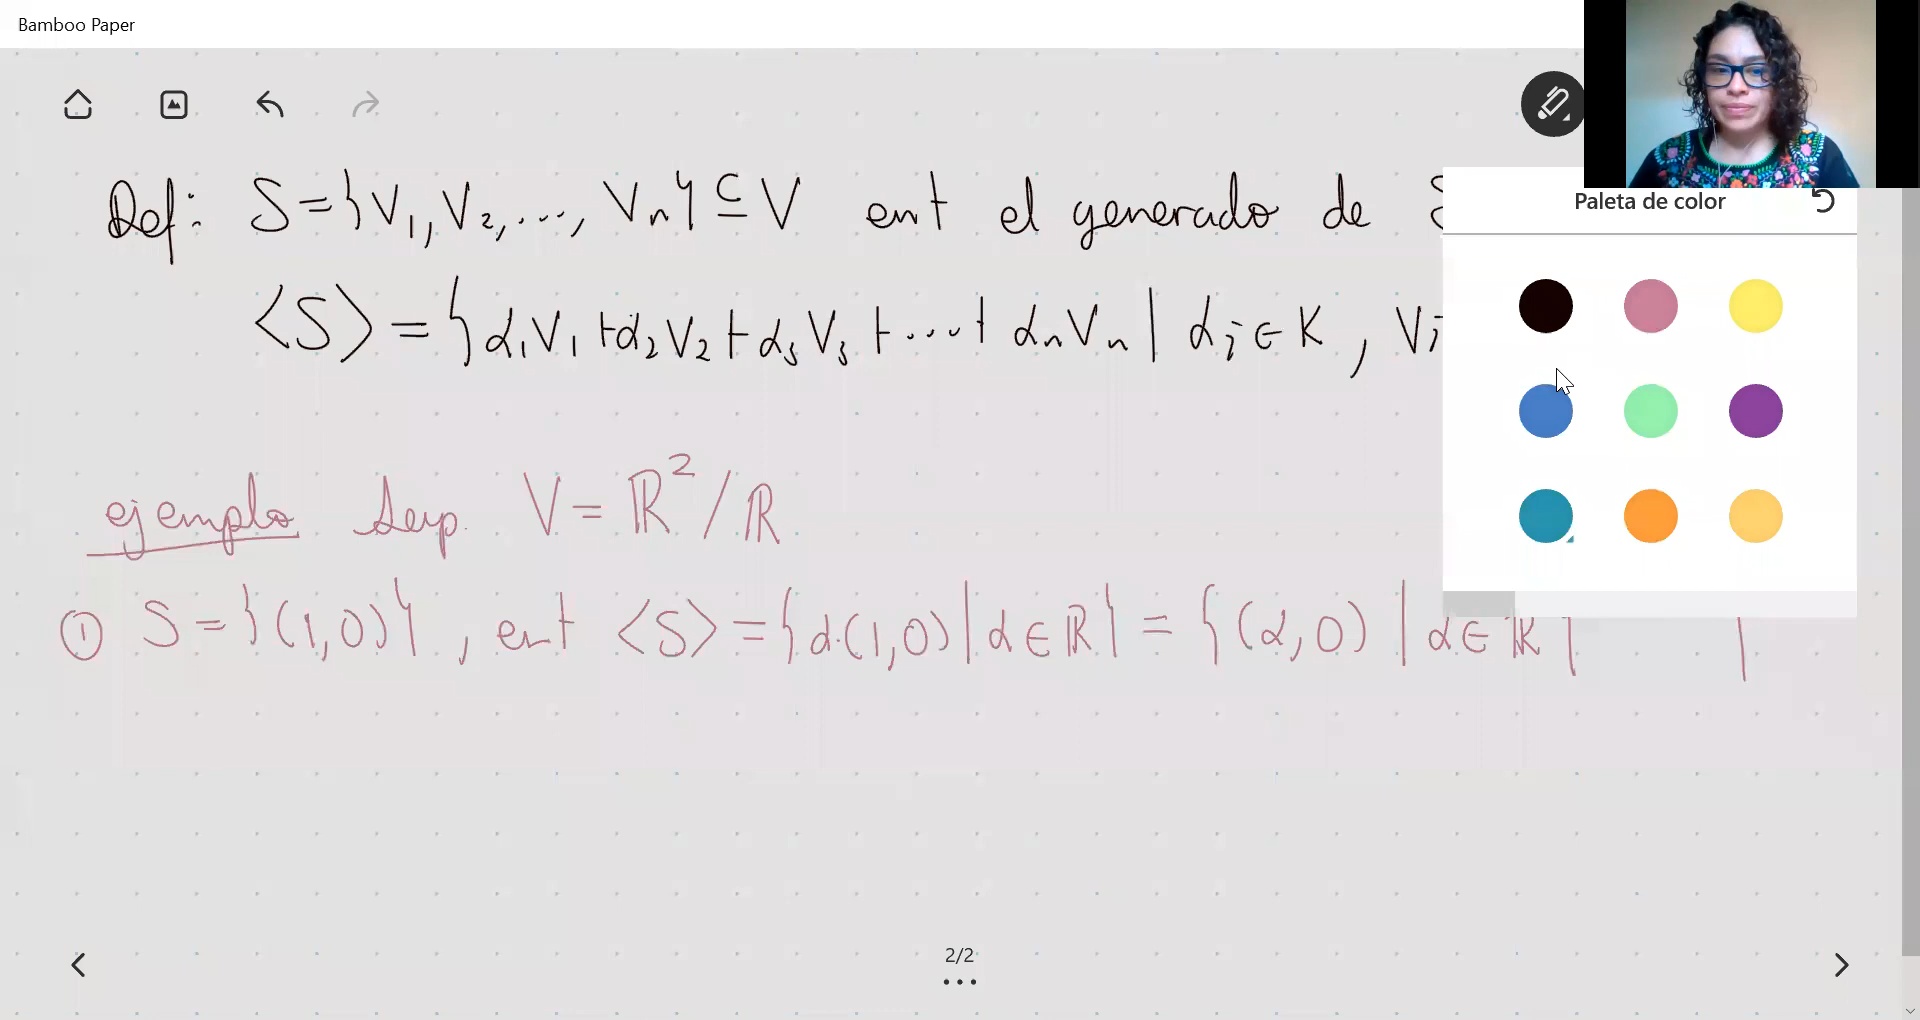 Bamboo Paper
Def: S={V₁,V₂,...,Vₙ}⊆V ent el generado de S
Paleta de color
<S>={α₁V₁+α₂V₂+α₃V₃+...+αₙVₙ | αᵢ∈K, Vᵢ
ejemplo Sup. V=ℝ²/ℝ
① S={(1,0)}, ent <S>={α·(1,0)|α∈ℝ}={(α,0)|α∈ℝ}
2/2